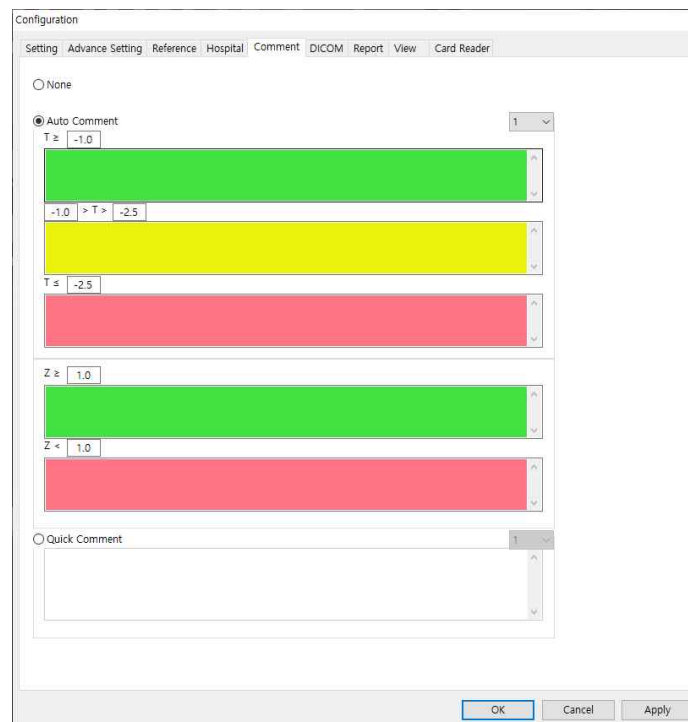 Configuration
Setting Advance Setting Reference Hospital Comment DICOM Report View Card Reader
None
Auto Comment 1
T ≥ -1.0
-1.0 > T > -2.5
T ≤ -2.5
Z ≥ 1.0
Z < 1.0
Quick Comment 1
OK Cancel Apply